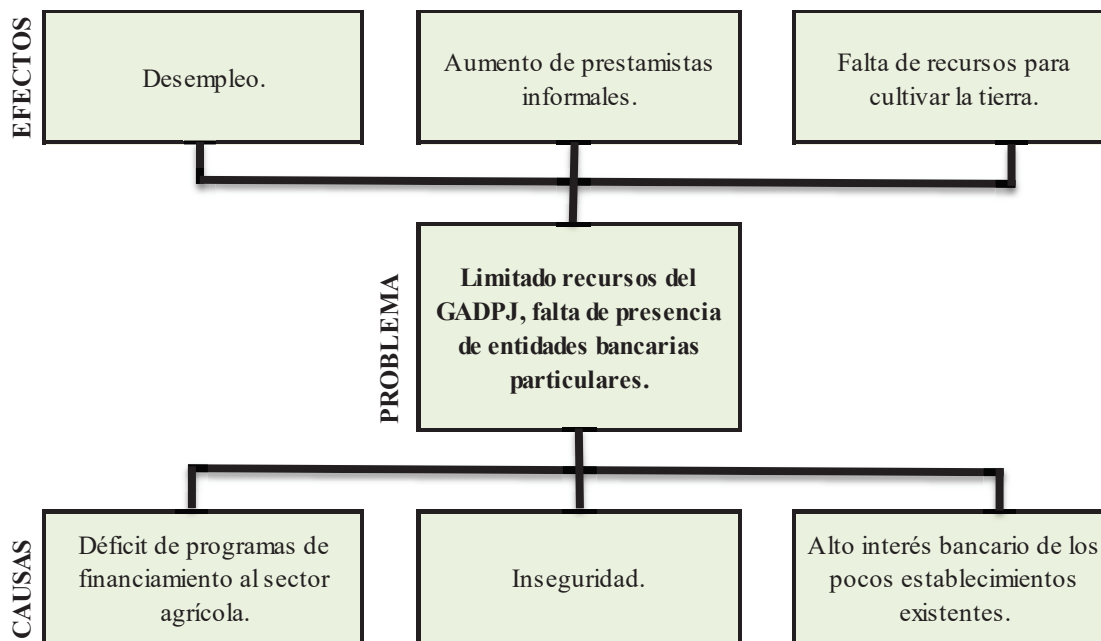 EFECTOS
Desempleo.
Aumento de prestamistas
informales.
Falta de recursos para
cultivar la tierra.
PROBLEMA
Limitado recursos del
GADPJ, falta de presencia
de entidades bancarias
particulares.
CAUSAS
Déficit de programas de
financiamiento al sector
agrícola.
Inseguridad.
Alto interés bancario de los
pocos establecimientos
existentes.